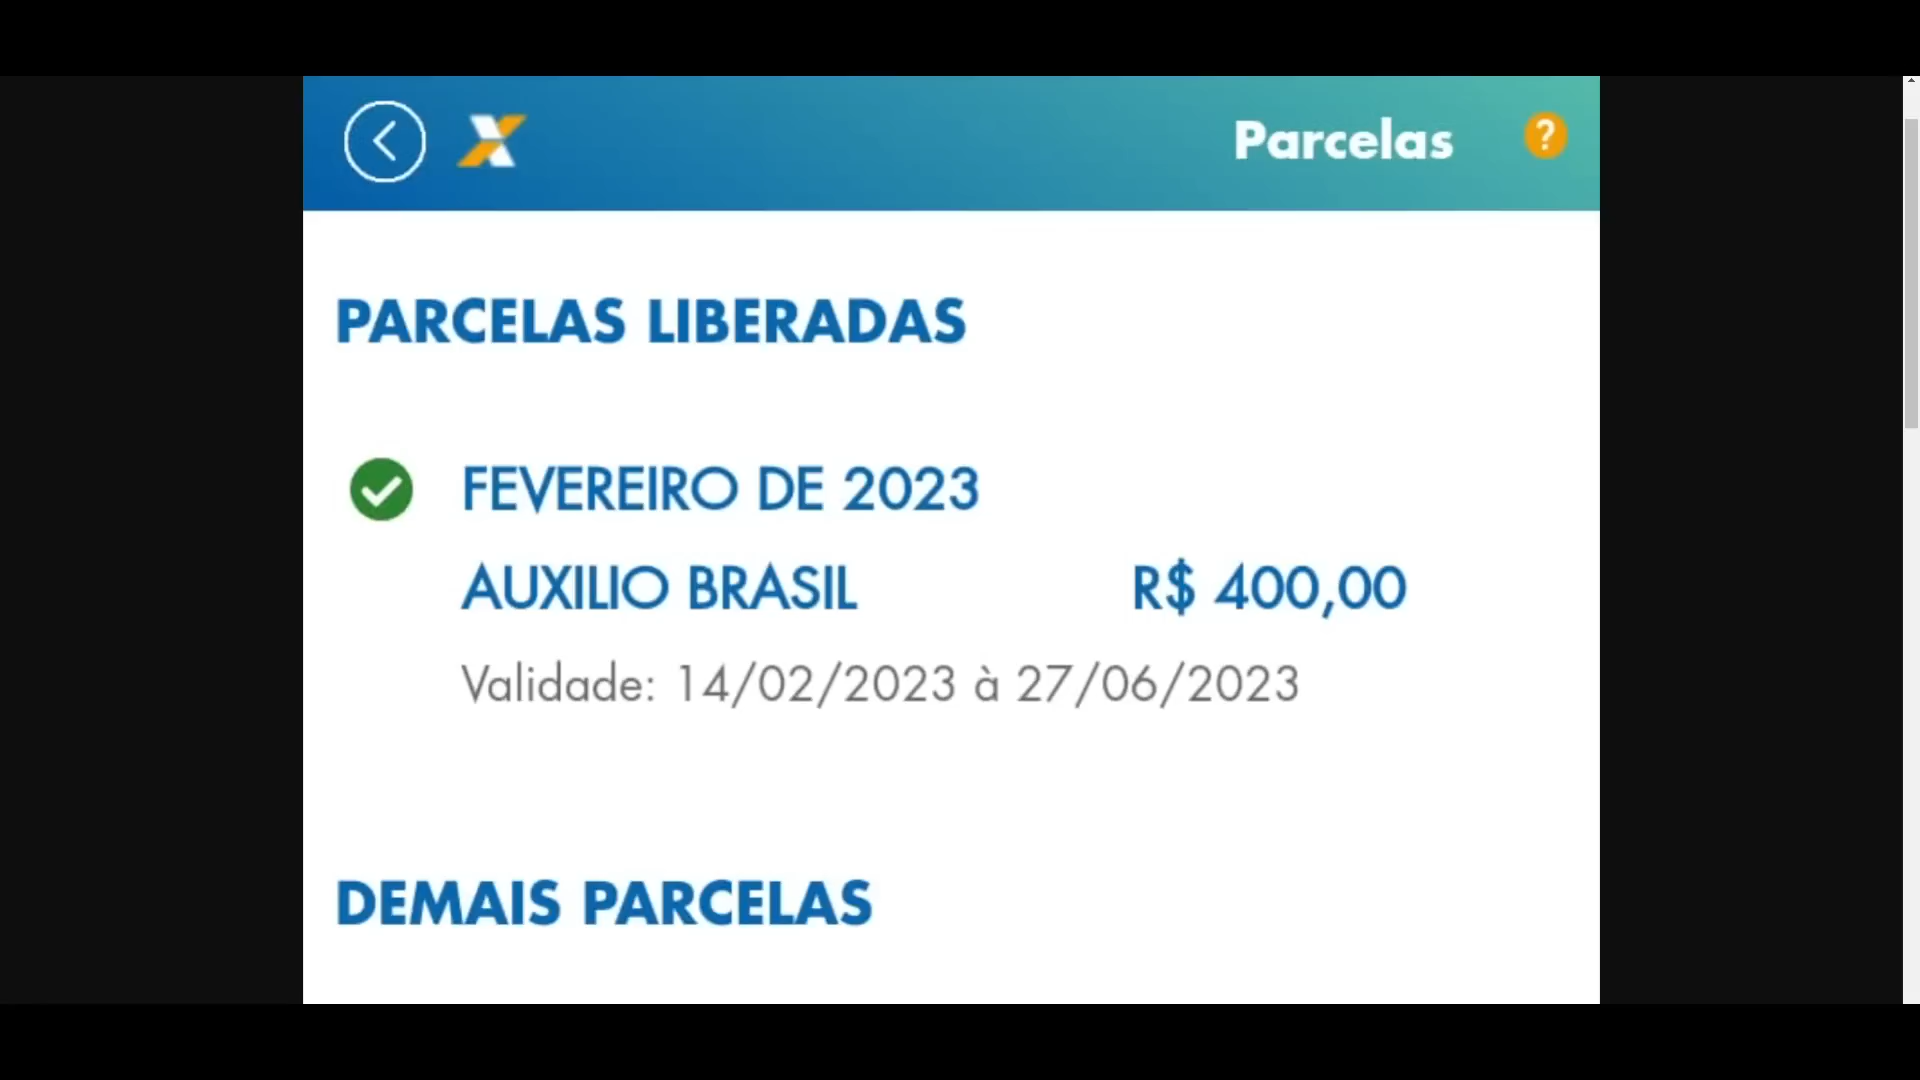 Parcelas ?
PARCELAS LIBERADAS
FEVEREIRO DE 2023
AUXILIO BRASIL R$ 400,00
Validade: 14/02/2023 à 27/06/2023
DEMAIS PARCELAS